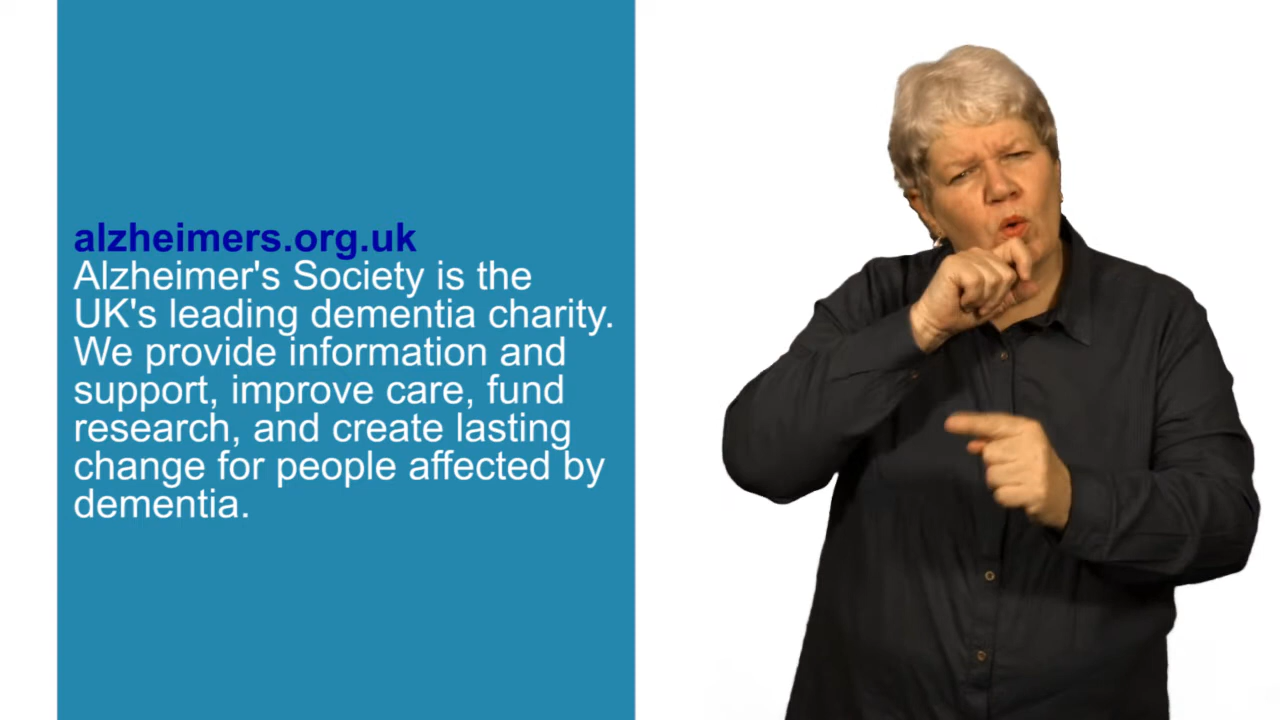 alzheimers.org.uk
Alzheimer's Society is the
UK's leading dementia charity.
We provide information and
support, improve care, fund
research, and create lasting
change for people affected by
dementia.